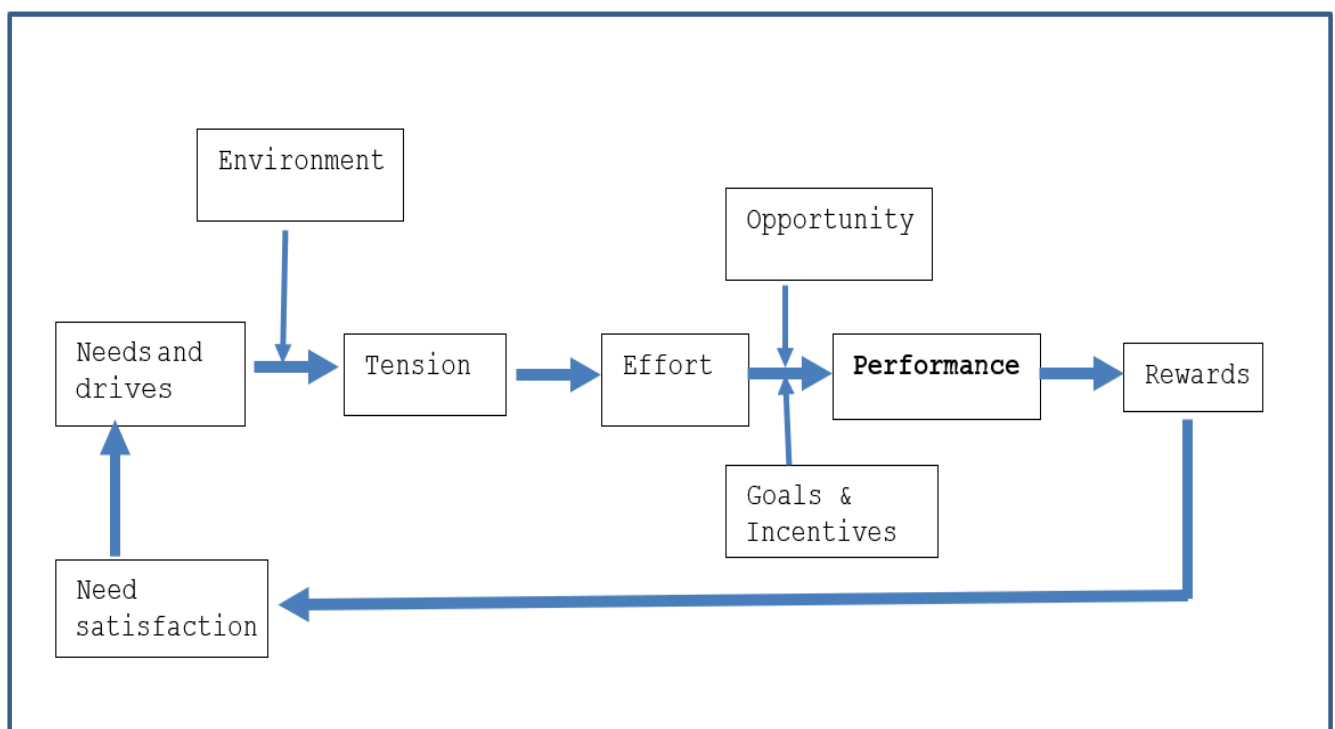 Environment
Opportunity
Needs and
drives
Tension
Effort
Performance
Rewards
Goals &
Incentives
Need
satisfaction